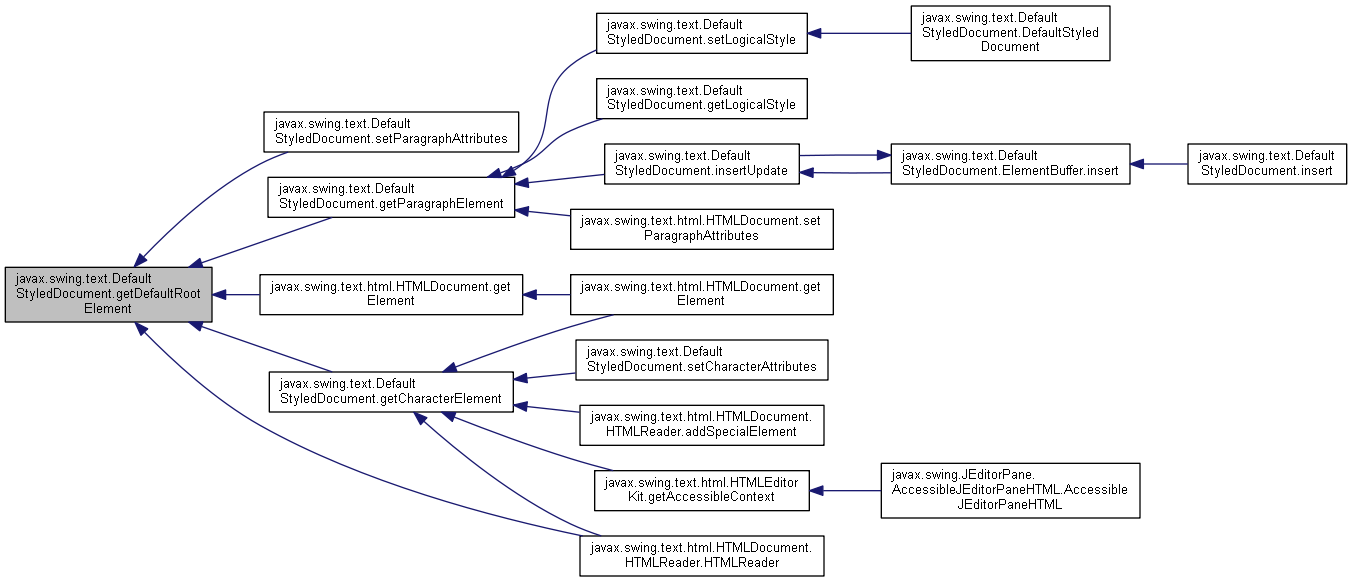 javax.swing.text.Default
StyledDocument.setLogicalStyle
javax.swing.text.Default
StyledDocument.DefaultStyled
Document
javax.swing.text.Default
StyledDocument.getLogicalStyle
javax.swing.text.Default
StyledDocument.setParagraphAttributes
javax.swing.text.Default
StyledDocument.insertUpdate
javax.swing.text.Default
StyledDocument.ElementBuffer.insert
javax.swing.text.Default
StyledDocument.insert
javax.swing.text.Default
StyledDocument.getParagraphElement
javax.swing.text.html.HTMLDocument.set
ParagraphAttributes
javax.swing.text.Default
StyledDocument.getDefaultRoot
Element
javax.swing.text.html.HTMLDocument.get
Element
javax.swing.text.html.HTMLDocument.get
Element
javax.swing.text.Default
StyledDocument.setCharacterAttributes
javax.swing.text.Default
StyledDocument.getCharacterElement
javax.swing.text.html.HTMLDocument.
HTMLReader.addSpecialElement
javax.swing.text.html.HTMLEditor
Kit.getAccessibleContext
javax.swing.JEditorPane.
AccessibleJEditorPaneHTML.Accessible
JEditorPaneHTML
javax.swing.text.html.HTMLDocument.
HTMLReader.HTMLReader